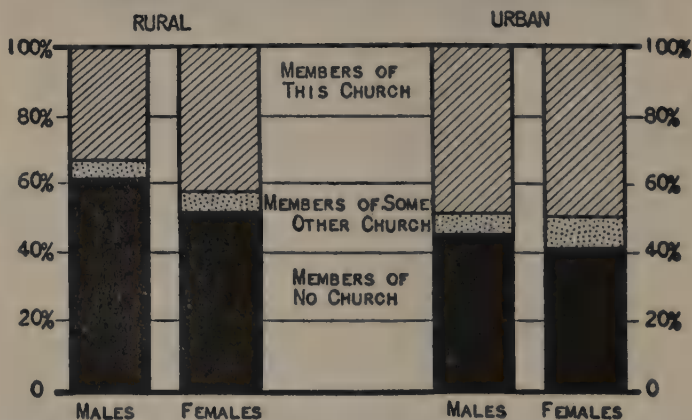 RURAL
URBAN
100%
80%
60%
40%
20%
0
MEMBERS OF
THIS CHURCH
MEMBERS OF SOME
OTHER CHURCH
MEMBERS OF
NO CHURCH
100%
80%
60%
40%
20%
0
MALES FEMALES
MALES FEMALES